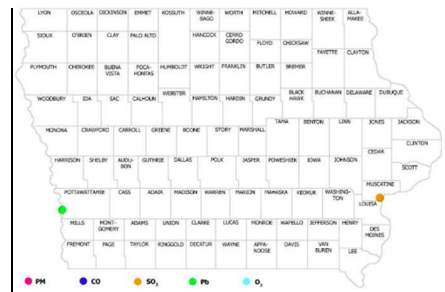 LYON OSCEOLA DICKINSON EMMET KOSSUTH WINNE-BAGO WORTH MITCHELL HOWARD WINNE-SHEEK ALLA-MAKEE
SIOUX O'BRIEN CLAY PALO ALTO HANCOCK CERRO GORDO FLOYD CHICKSAW FAYETTE CLAYTON
PLYMOUTH CHEROKEE BUENA VISTA POCA-HONTAS HUMBOLDT WRIGHT FRANKLIN BUTLER BREMER
WOODBURY IDA SAC CALHOUN WEBSTER HAMILTON HARDIN GRUNDY BLACK HAWK BUCHANAN DELAWARE DUBUQUE
MONONA CRAWFORD CARROLL GREENE BOONE STORY MARSHALL TAMA BENTON LINN JONES JACKSON
CLINTON
CEDAR
SCOTT
HARRISON SHELBY AUDU-BON GUTHRIE DALLAS POLK JASPER POWESHIEK IOWA JOHNSON
MUSCATINE
POTTAWATTAMIE CASS ADAIR MADISON WARREN MARION MAHASKA KEOKUK WASHING-TON LOUISA
MILLS MONT-GOMERY ADAMS UNION CLARKE LUCAS MONROE WAPELLO JEFFERSON HENRY DES MOINES
FREMONT PAGE TAYLOR RINGGOLD DECATUR WAYNE APPA-NOOSE DAVIS VAN BUREN LEE
PM CO SO₂ Pb O₃